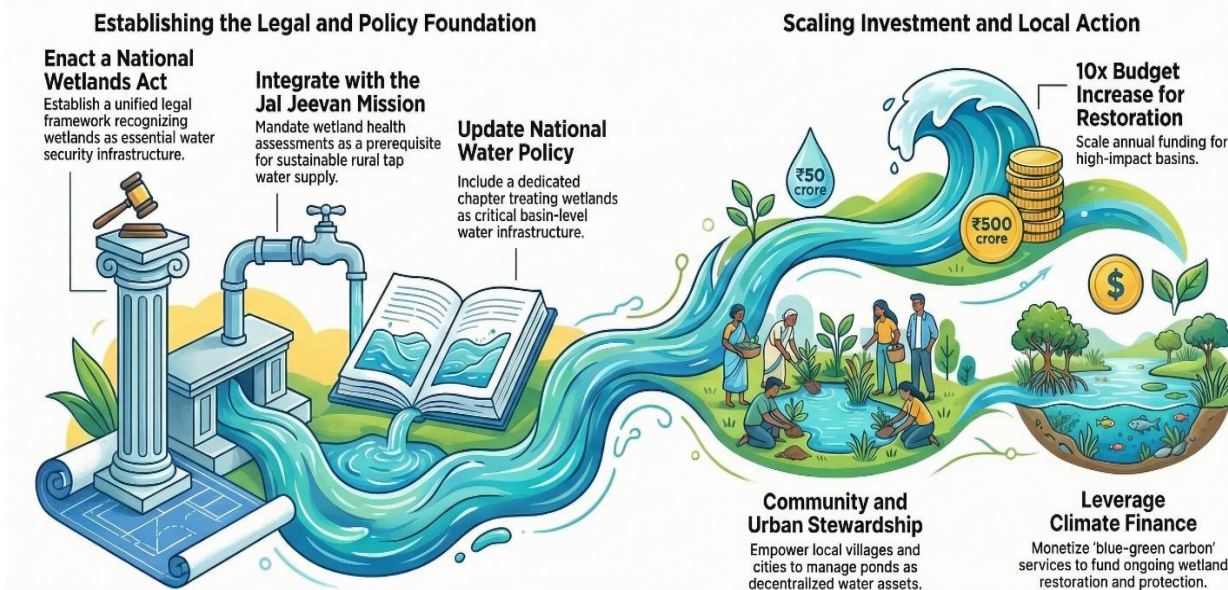 Establishing the Legal and Policy Foundation
Enact a National
Wetlands Act
Establish a unified legal
framework recognizing
wetlands as essential water
security infrastructure.
Integrate with the
Jal Jeevan Mission
Mandate wetland health
assessments as a prerequisite
for sustainable rural tap
water supply.
Update National
Water Policy
Include a dedicated
chapter treating wetlands
as critical basin-level
water infrastructure.
Scaling Investment and Local Action
10x Budget
Increase for
Restoration
Scale annual funding for
high-impact basins.
₹50
crore
₹500
crore
$
Community and
Urban Stewardship
Empower local villages and
cities to manage ponds as
decentralized water assets.
Leverage
Climate Finance
Monetize 'blue-green carbon'
services to fund ongoing wetland
restoration and protection.